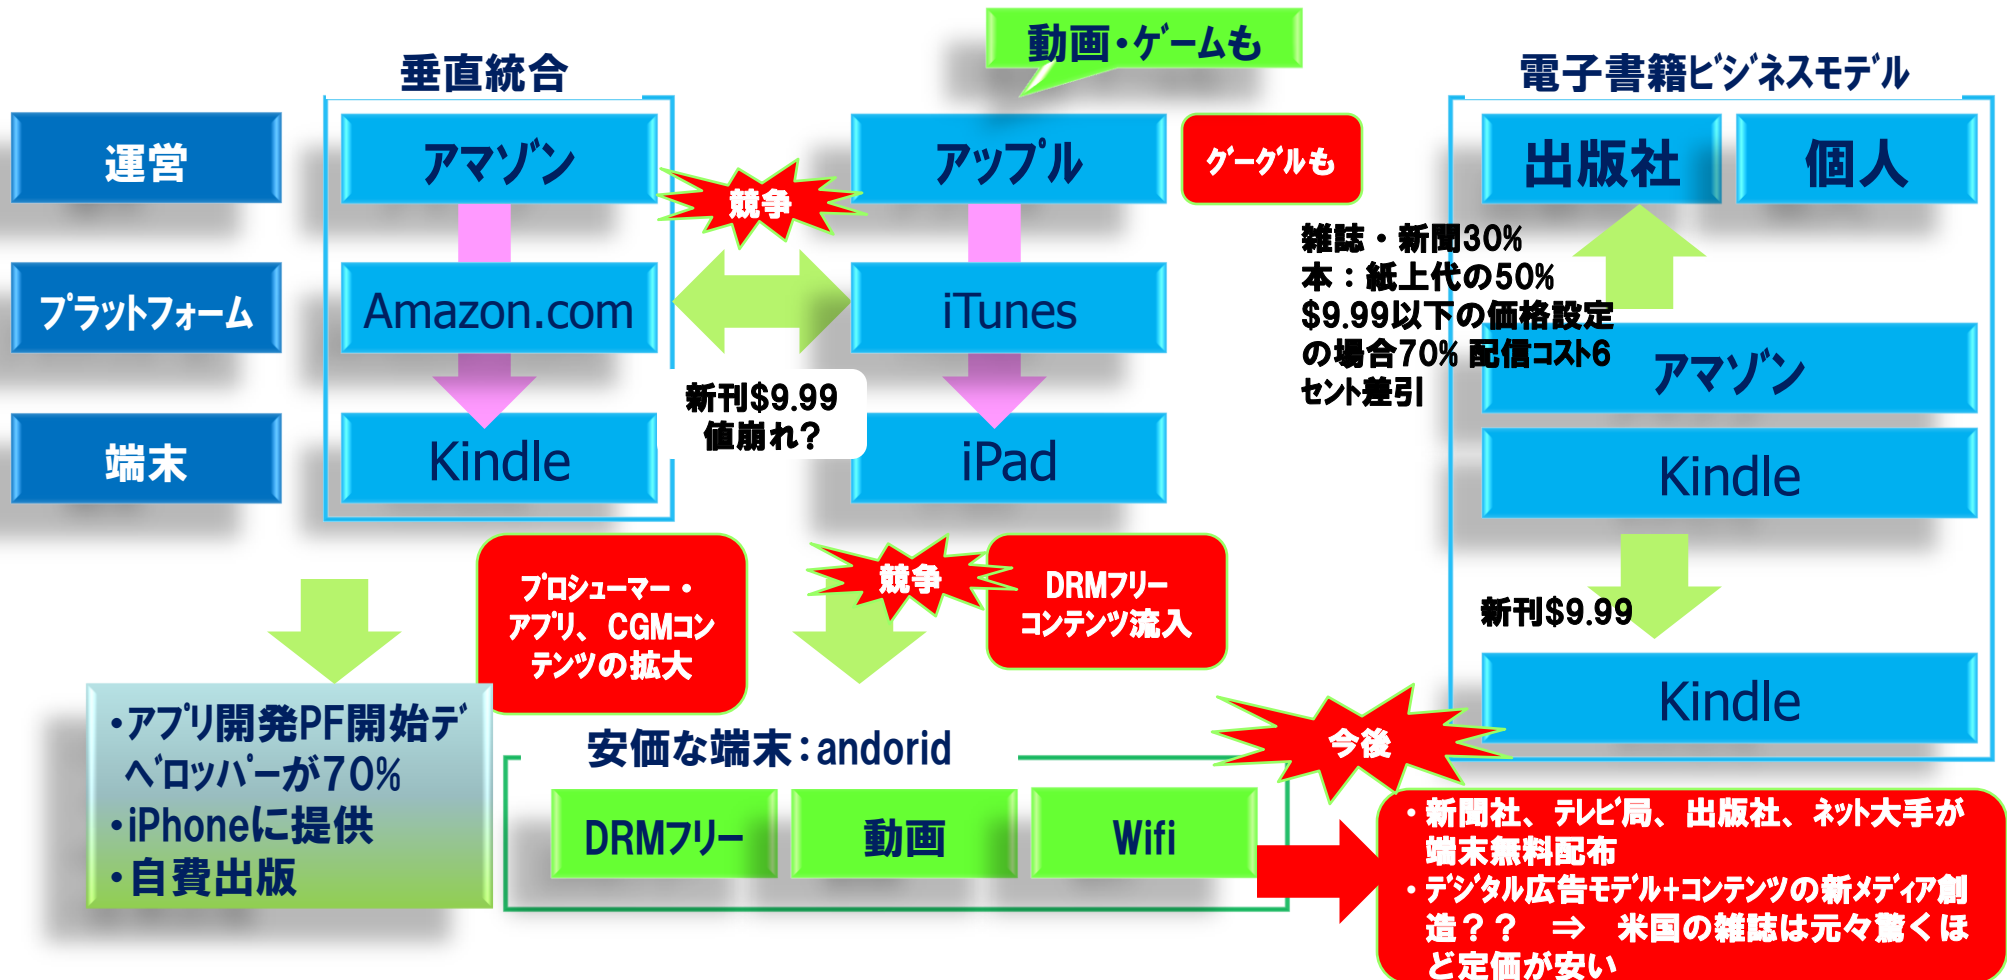 動画・ゲームも
垂直統合
電子書籍ビジネスモデル
運営
アマゾン
アップル
グーグルも
出版社
個人
競争
雑誌・新聞30%
本：紙上代の50%
$9.99以下の価格設定
の場合70% 配信コスト6
セント差引
プラットフォーム
Amazon.com
iTunes
アマゾン
新刊$9.99
値崩れ?
端末
Kindle
iPad
Kindle
プロシューマー・
アプリ、CGMコン
テンツの拡大
競争
DRMフリー
コンテンツ流入
新刊$9.99
Kindle
・アプリ開発PF開始デ
ベロッパーが70%
・iPhoneに提供
・自費出版
安価な端末：andorid
今後
DRMフリー
動画
Wifi
・新聞社、テレビ局、出版社、ネット大手が
端末無料配布
・デジタル広告モデル+コンテンツの新メディア創
造？？　⇒　米国の雑誌は元々驚くほ
ど定価が安い